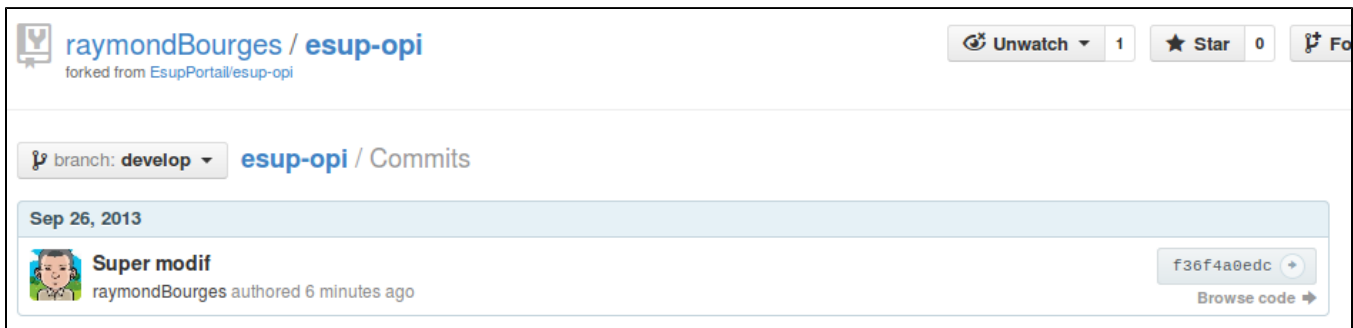 raymondBourges / esup-opi
Unwatch 1
Star 0
Fo
forked from EsupPortail/esup-opi
branch: develop
esup-opi / Commits
Sep 26, 2013
Super modif
f36f4a0edc
raymondBourges authored 6 minutes ago
Browse code